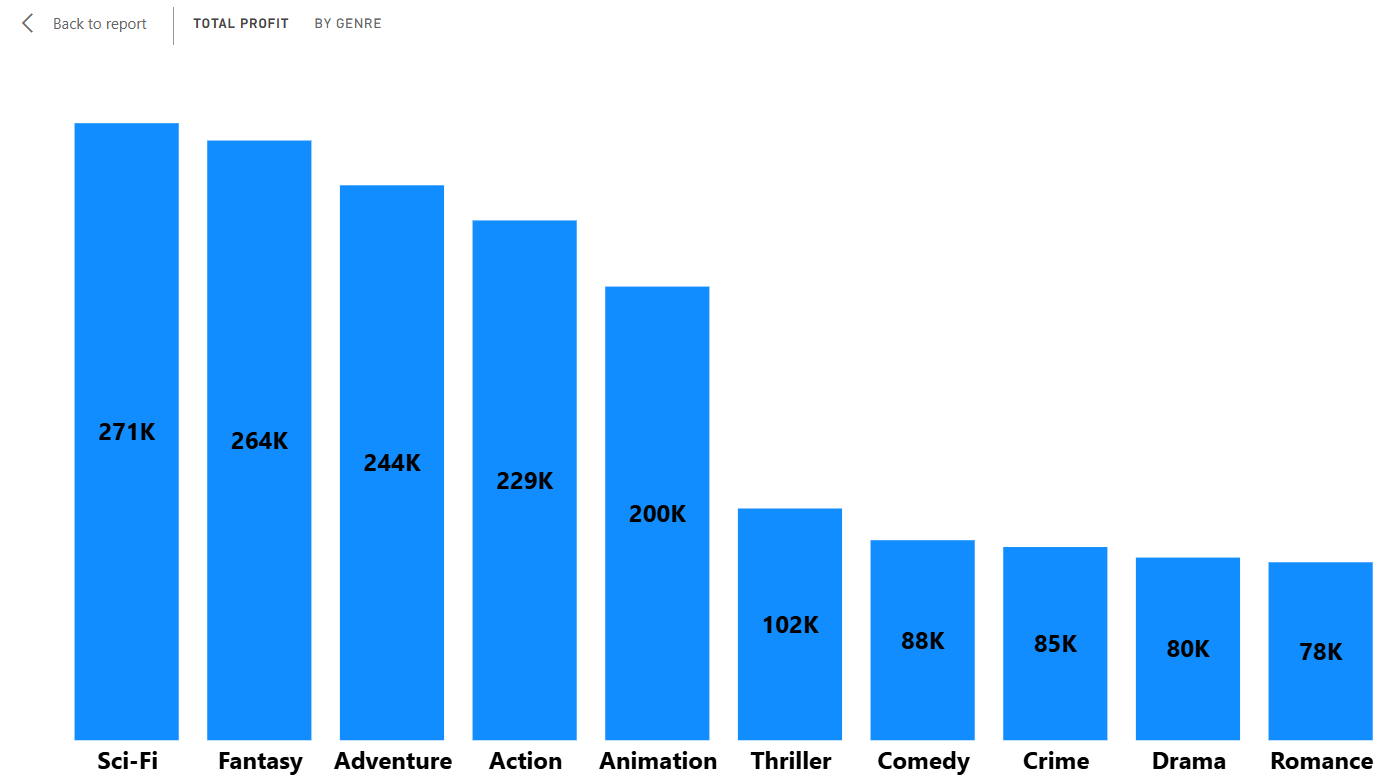 Back to report
TOTAL PROFIT BY GENRE
271K
264K
244K
229K
200K
102K
88K
85K
80K
78K
Sci-Fi Fantasy Adventure Action Animation Thriller Comedy Crime Drama Romance